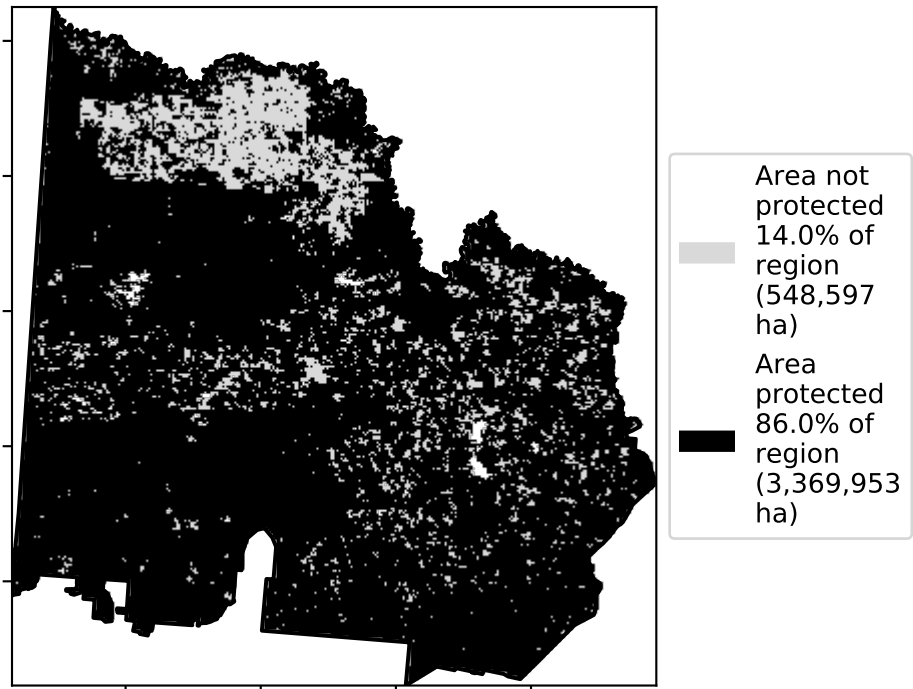 Area not
protected
14.0% of
region
(548,597
ha)
Area
protected
86.0% of
region
(3,369,953
ha)